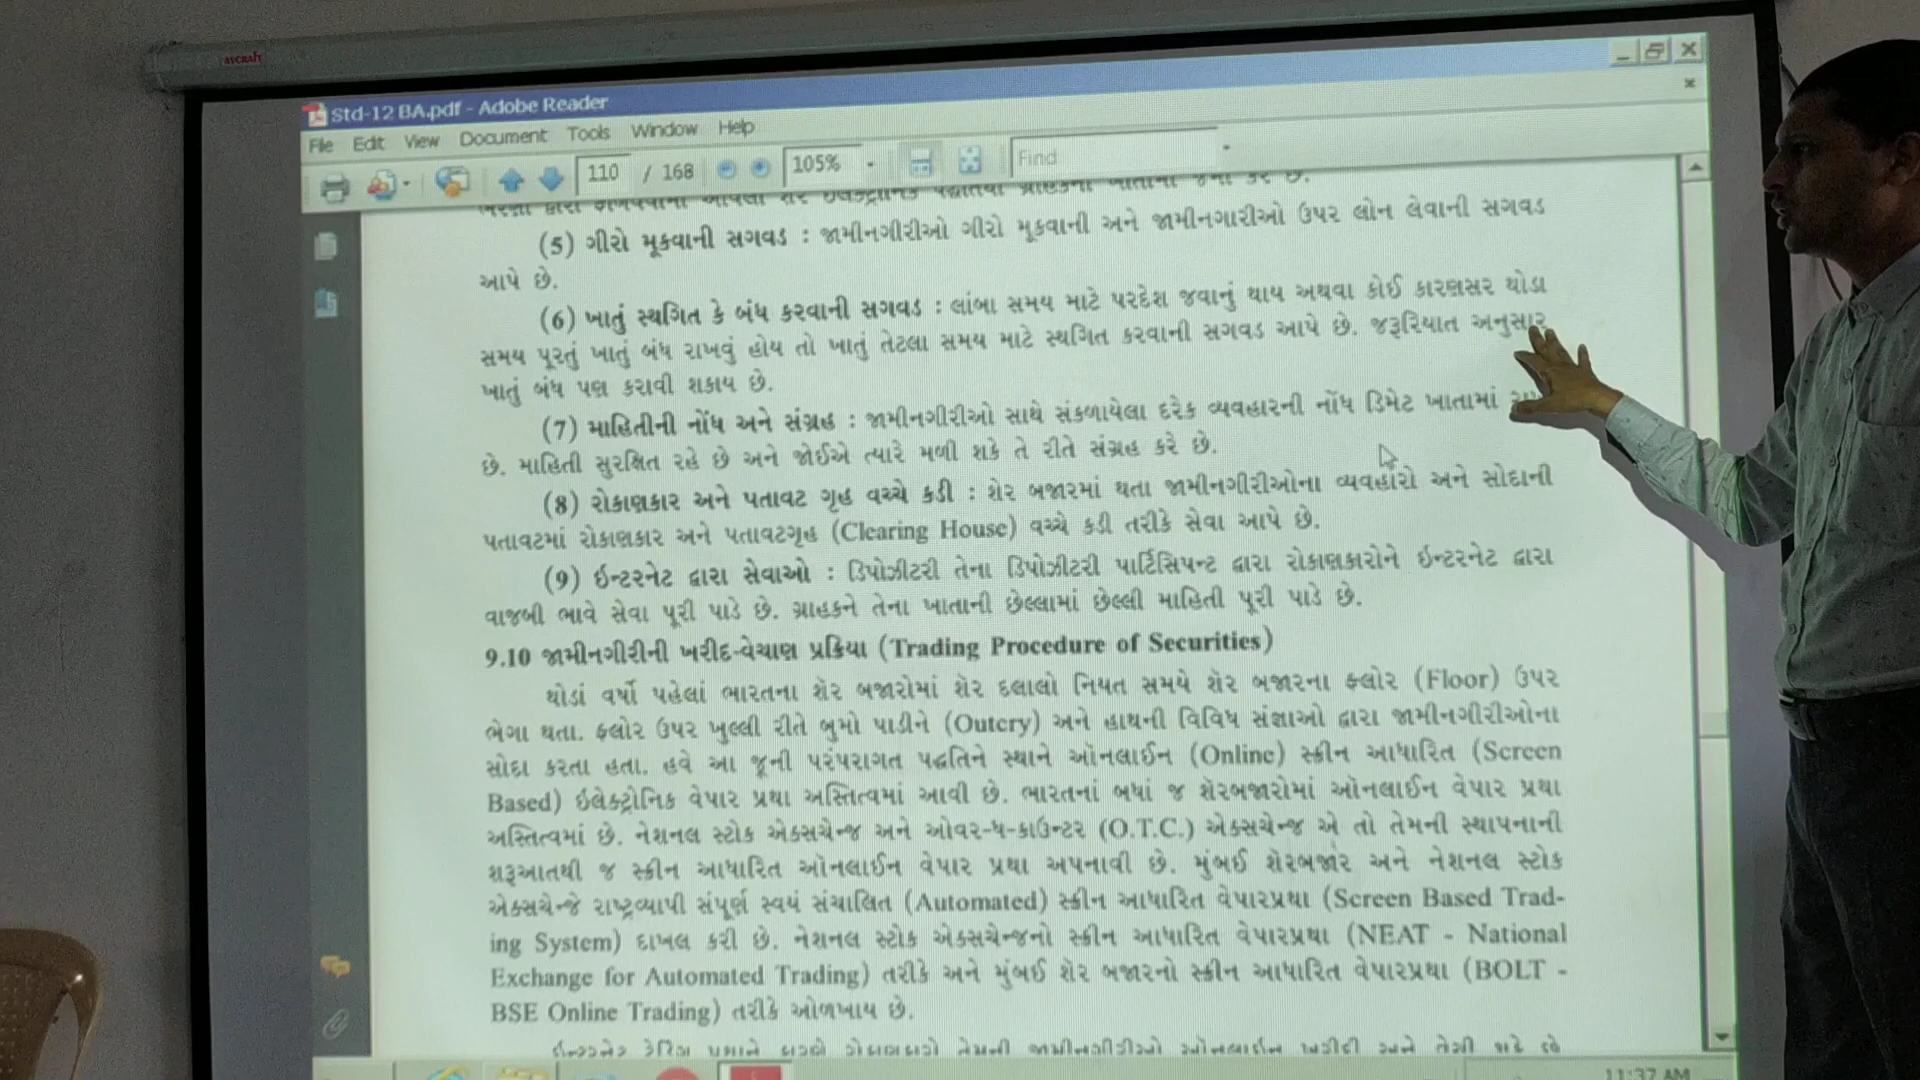 avcraft
Std-12 BA.pdf - Adobe Reader
File Edit View Document Tools Window Help
110 / 168 105% Find
(5) ગીરો મૂકવાની સગવડ : જામીનગીરીઓ ગીરો મૂકવાની અને જામીનગારીઓ ઉપર લોન લેવાની સગવડ
આપે છે.
(6) ખાતું સ્થગિત કે બંધ કરવાની સગવડ : લાંબા સમય માટે પરદેશ જવાનું થાય અથવા કોઈ કારણસર થોડા
સમય પૂરતું ખાતું બંધ રાખવું હોય તો ખાતું તેટલા સમય માટે સ્થગિત કરવાની સગવડ આપે છે. જરૂરિયાત અનુસાર
ખાતું બંધ પણ કરાવી શકાય છે.
(7) માહિતીની નોંધ અને સંગ્રહ : જામીનગીરીઓ સાથે સંકળાયેલા દરેક વ્યવહારની નોંધ ડિમેટ ખાતામાં
છે. માહિતી સુરક્ષિત રહે છે અને જોઈએ ત્યારે મળી શકે તે રીતે સંગ્રહ કરે છે.
(8) રોકાણકાર અને પતાવટ ગૃહ વચ્ચે કડી : શેર બજારમાં થતા જામીનગીરીઓના વ્યવહારો અને સોદાની
પતાવટમાં રોકાણકાર અને પતાવટગૃહ (Clearing House) વચ્ચે કડી તરીકે સેવા આપે છે.
(9) ઇન્ટરનેટ દ્વારા સેવાઓ : ડિપોઝીટરી તેના ડિપોઝીટરી પાર્ટિસિપન્ટ દ્વારા રોકાણકારોને ઇન્ટરનેટ દ્વારા
વાજબી ભાવે સેવા પૂરી પાડે છે. ગ્રાહકને તેના ખાતાની છેલ્લામાં છેલ્લી માહિતી પૂરી પાડે છે.
9.10 જામીનગીરીની ખરીદ-વેચાણ પ્રક્રિયા (Trading Procedure of Securities)
થોડાં વર્ષો પહેલાં ભારતના શૅર બજારોમાં શૅર દલાલો નિયત સમયે શૅર બજારના ફ્લોર (Floor) ઉપર
ભેગા થતા. ફ્લોર ઉપર ખુલ્લી રીતે બુમો પાડીને (Outcry) અને હાથની વિવિધ સંજ્ઞાઓ દ્વારા જામીનગીરીઓના
સોદા કરતા હતા. હવે આ જૂની પરંપરાગત પદ્ધતિને સ્થાને ઑનલાઈન (Online) સ્ક્રીન આધારિત (Screen
Based) ઇલેક્ટ્રોનિક વેપાર પ્રથા અસ્તિત્વમાં આવી છે. ભારતનાં બધાં જ શૅરબજારોમાં ઑનલાઈન વેપાર પ્રથા
અસ્તિત્વમાં છે. નેશનલ સ્ટોક એક્સચેન્જ અને ઓવર-ધ-કાઉન્ટર (O.T.C.) એક્સચેન્જ એ તો તેમની સ્થાપનાની
શરૂઆતથી જ સ્ક્રીન આધારિત ઑનલાઈન વેપાર પ્રથા અપનાવી છે. મુંબઈ શૅરબજાર અને નેશનલ સ્ટોક
એક્સચેન્જે રાષ્ટ્રવ્યાપી સંપૂર્ણ સ્વયં સંચાલિત (Automated) સ્ક્રીન આધારિત વેપારપ્રથા (Screen Based Trad-
ing System) દાખલ કરી છે. નેશનલ સ્ટોક એક્સચેન્જનો સ્ક્રીન આધારિત વેપારપ્રથા (NEAT - National
Exchange for Automated Trading) તરીકે અને મુંબઈ શૅર બજારનો સ્ક્રીન આધારિત વેપારપ્રથા (BOLT -
BSE Online Trading) તરીકે ઓળખાય છે.
11:37 AM